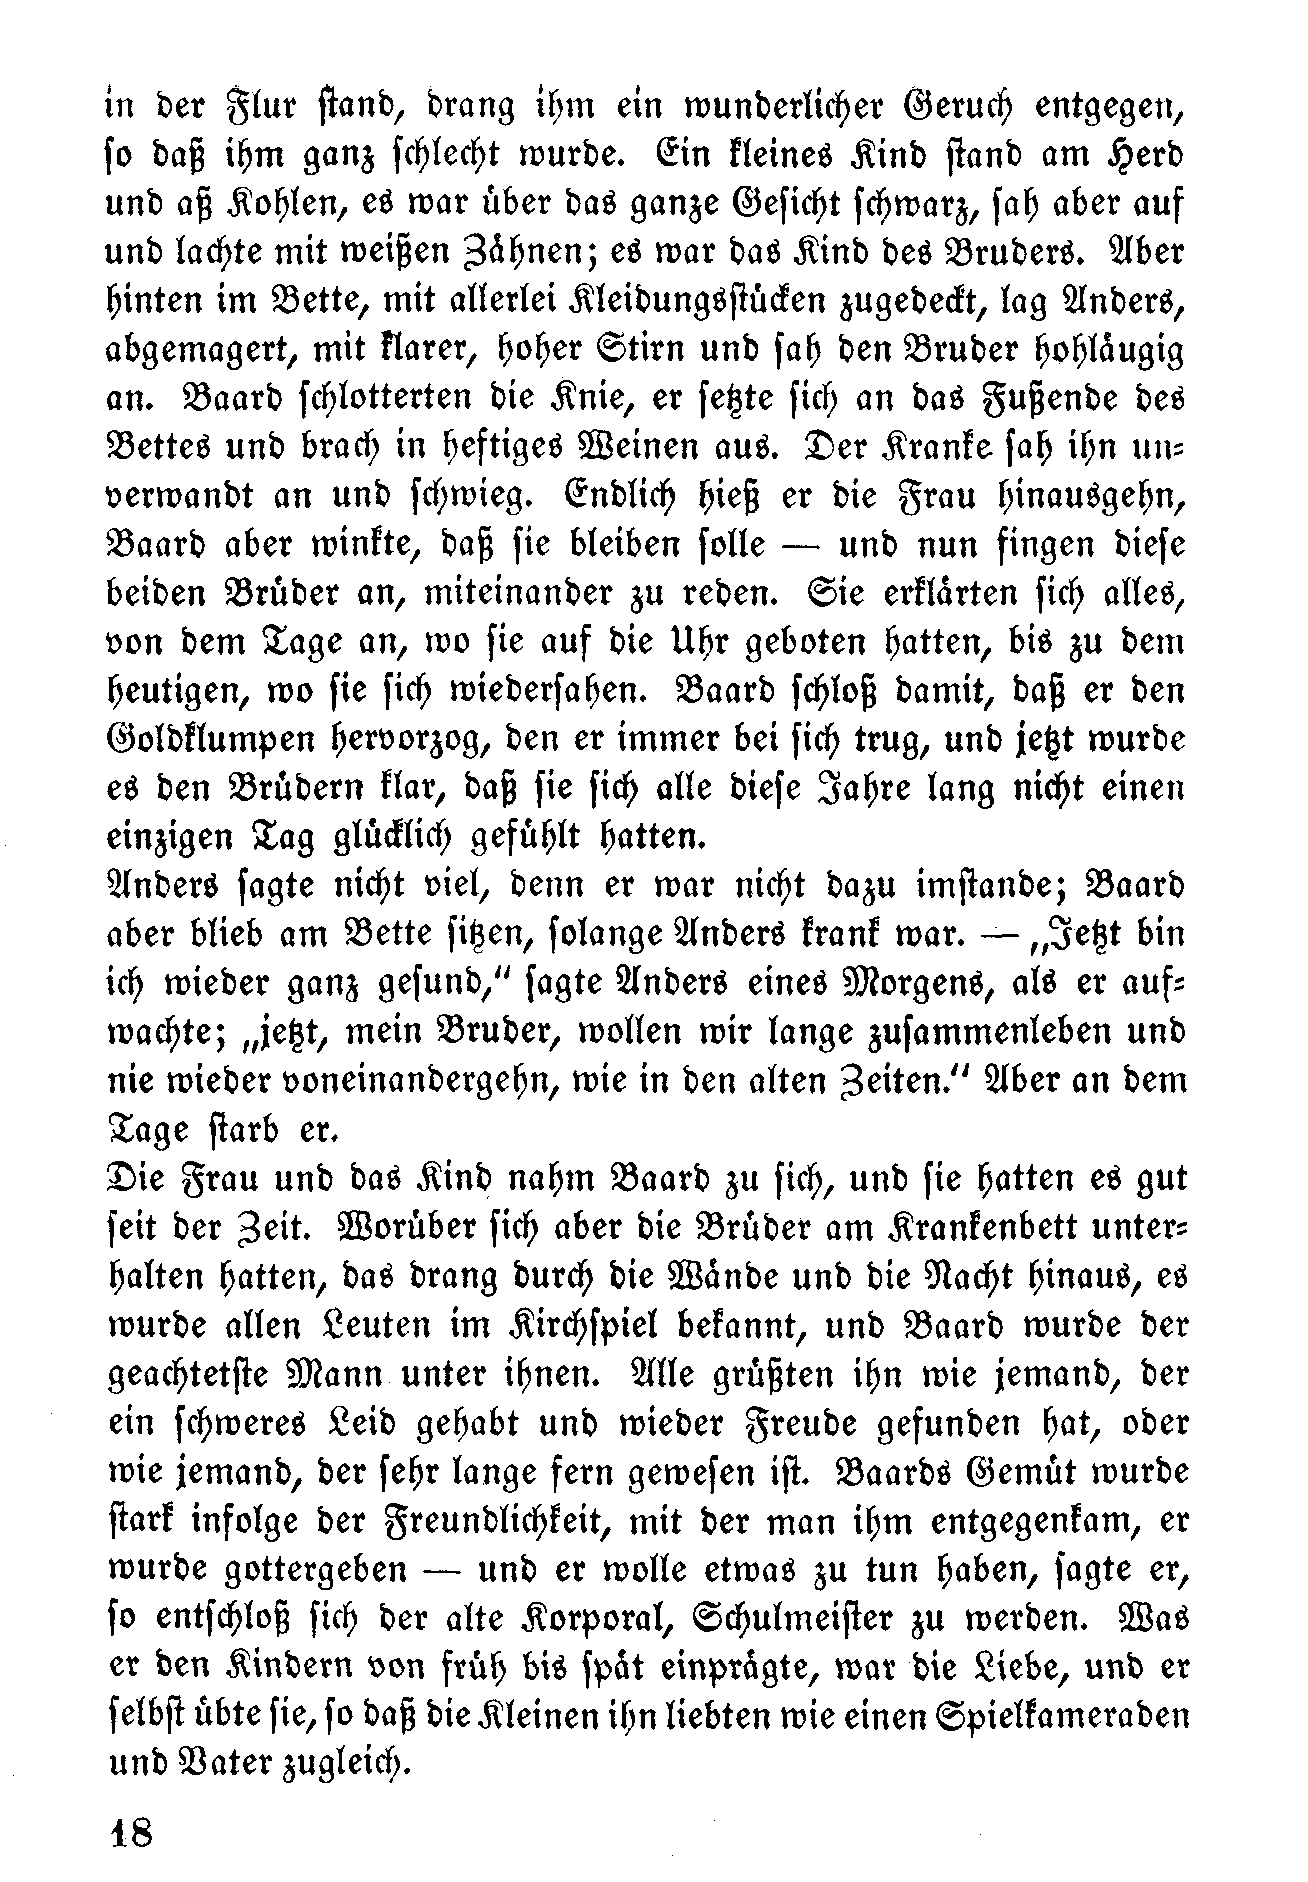 in der Flur stand, drang ihm ein wunderlicher Geruch entgegen,
so daß ihm ganz schlecht wurde. Ein kleines Kind stand am Herd
und aß Kohlen, es war über das ganze Gesicht schwarz, sah aber auf
und lachte mit weißen Zähnen; es war das Kind des Bruders. Aber
hinten im Bette, mit allerlei Kleidungsstücken zugedeckt, lag Anders,
abgemagert, mit klarer, hoher Stirn und sah den Bruder hohläugig
an. Baard schlotterten die Knie, er setzte sich an das Fußende des
Bettes und brach in heftiges Weinen aus. Der Kranke sah ihn un-
verwandt an und schwieg. Endlich hieß er die Frau hinausgehn,
Baard aber winkte, daß sie bleiben solle — und nun fingen diese
beiden Brüder an, miteinander zu reden. Sie erklärten sich alles,
von dem Tage an, wo sie auf die Uhr geboten hatten, bis zu dem
heutigen, wo sie sich wiedersahen. Baard schloß damit, daß er den
Goldklumpen hervorzog, den er immer bei sich trug, und jetzt wurde
es den Brüdern klar, daß sie sich alle diese Jahre lang nicht einen
einzigen Tag glücklich gefühlt hatten.
Anders sagte nicht viel, denn er war nicht dazu imstande; Baard
aber blieb am Bette sitzen, solange Anders krank war. — „Jetzt bin
ich wieder ganz gesund,“ sagte Anders eines Morgens, als er auf-
wachte; „jetzt, mein Bruder, wollen wir lange zusammenleben und
nie wieder voneinandergehn, wie in den alten Zeiten.“ Aber an dem
Tage starb er.
Die Frau und das Kind nahm Baard zu sich, und sie hatten es gut
seit der Zeit. Worüber sich aber die Brüder am Krankenbett unter-
halten hatten, das drang durch die Wände und die Nacht hinaus, es
wurde allen Leuten im Kirchspiel bekannt, und Baard wurde der
geachtetste Mann unter ihnen. Alle grüßten ihn wie jemand, der
ein schweres Leid gehabt und wieder Freude gefunden hat, oder
wie jemand, der sehr lange fern gewesen ist. Baards Gemüt wurde
stark infolge der Freundlichkeit, mit der man ihm entgegenkam, er
wurde gottergeben — und er wolle etwas zu tun haben, sagte er,
so entschloß sich der alte Korporal, Schulmeister zu werden. Was
er den Kindern von früh bis spät einprägte, war die Liebe, und er
selbst übte sie, so daß die Kleinen ihn liebten wie einen Spielkameraden
und Vater zugleich.
18